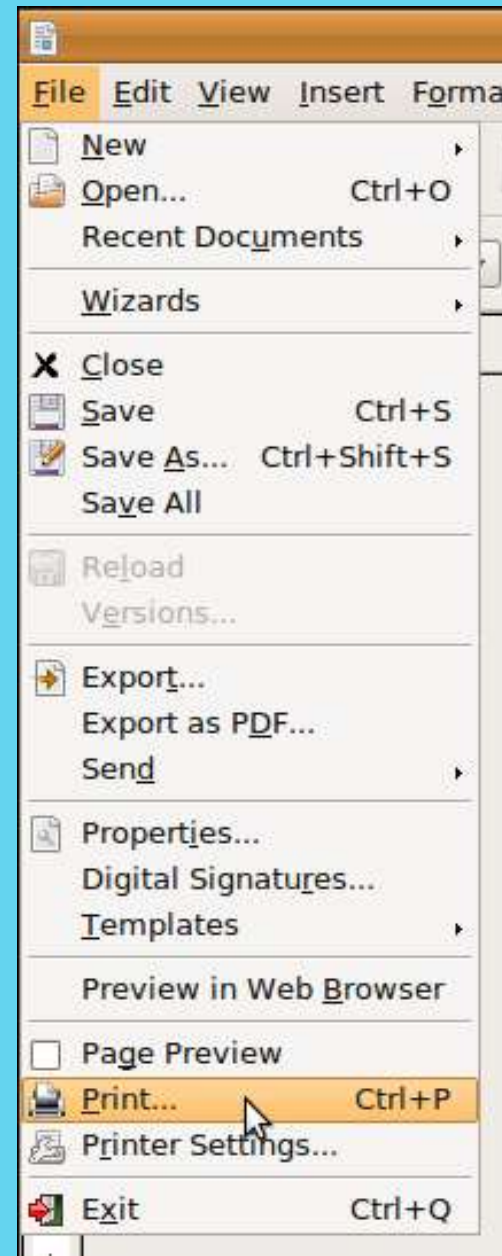 File Edit View Insert Forma
New
Open... Ctrl+O
Recent Documents
Wizards
Close
Save Ctrl+S
Save As... Ctrl+Shift+S
Save All
Reload
Versions...
Export...
Export as PDF...
Send
Properties...
Digital Signatures...
Templates
Preview in Web Browser
Page Preview
Print... Ctrl+P
Printer Settings...
Exit Ctrl+Q